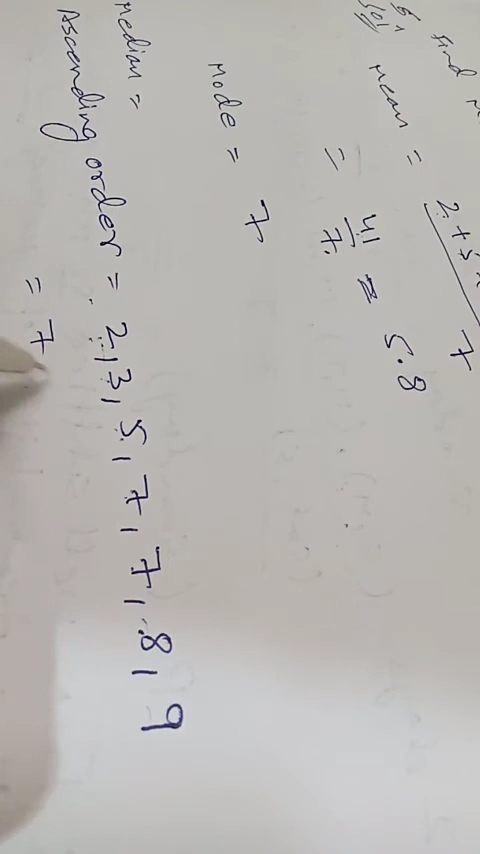 Find
Sol
Mean = 2+5
7
= 41/7 = 5.8
Mode = 7
Median =
Ascending order = 2,3,5,7,7,8,9
= 7